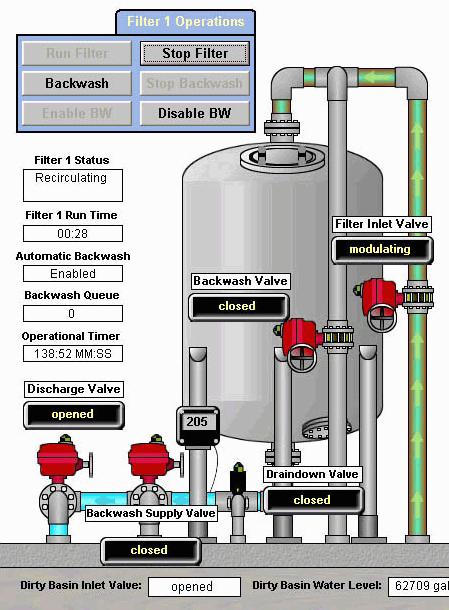 Filter 1 Operations
Run Filter
Stop Filter
Backwash
Stop Backwash
Enable BW
Disable BW
Filter 1 Status
Recirculating
Filter 1 Run Time
00:28
Automatic Backwash
Enabled
Backwash Queue
0
Operational Timer
138:52 MM:SS
Filter Inlet Valve
modulating
Backwash Valve
closed
Discharge Valve
opened
205
Draindown Valve
closed
Backwash Supply Valve
closed
Dirty Basin Inlet Valve:
opened
Dirty Basin Water Level:
62709 gal